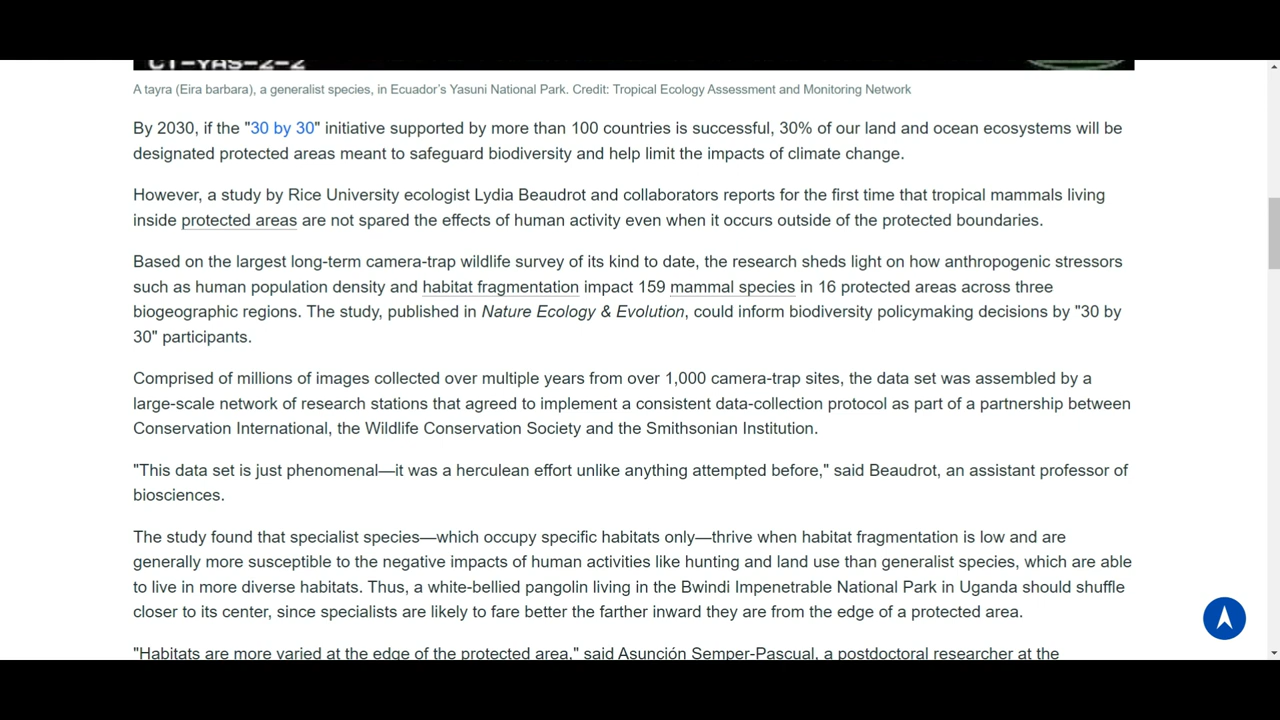 CT-YAS-2-2
A tayra (Eira barbara), a generalist species, in Ecuador's Yasuni National Park. Credit: Tropical Ecology Assessment and Monitoring Network
By 2030, if the "30 by 30" initiative supported by more than 100 countries is successful, 30% of our land and ocean ecosystems will be
designated protected areas meant to safeguard biodiversity and help limit the impacts of climate change.
However, a study by Rice University ecologist Lydia Beaudrot and collaborators reports for the first time that tropical mammals living
inside protected areas are not spared the effects of human activity even when it occurs outside of the protected boundaries.
Based on the largest long-term camera-trap wildlife survey of its kind to date, the research sheds light on how anthropogenic stressors
such as human population density and habitat fragmentation impact 159 mammal species in 16 protected areas across three
biogeographic regions. The study, published in Nature Ecology & Evolution, could inform biodiversity policymaking decisions by "30 by
30" participants.
Comprised of millions of images collected over multiple years from over 1,000 camera-trap sites, the data set was assembled by a
large-scale network of research stations that agreed to implement a consistent data-collection protocol as part of a partnership between
Conservation International, the Wildlife Conservation Society and the Smithsonian Institution.
"This data set is just phenomenal—it was a herculean effort unlike anything attempted before," said Beaudrot, an assistant professor of
biosciences.
The study found that specialist species—which occupy specific habitats only—thrive when habitat fragmentation is low and are
generally more susceptible to the negative impacts of human activities like hunting and land use than generalist species, which are able
to live in more diverse habitats. Thus, a white-bellied pangolin living in the Bwindi Impenetrable National Park in Uganda should shuffle
closer to its center, since specialists are likely to fare better the farther inward they are from the edge of a protected area.
"Habitats are more varied at the edge of the protected area," said Asunción Semper-Pascual, a postdoctoral researcher at the